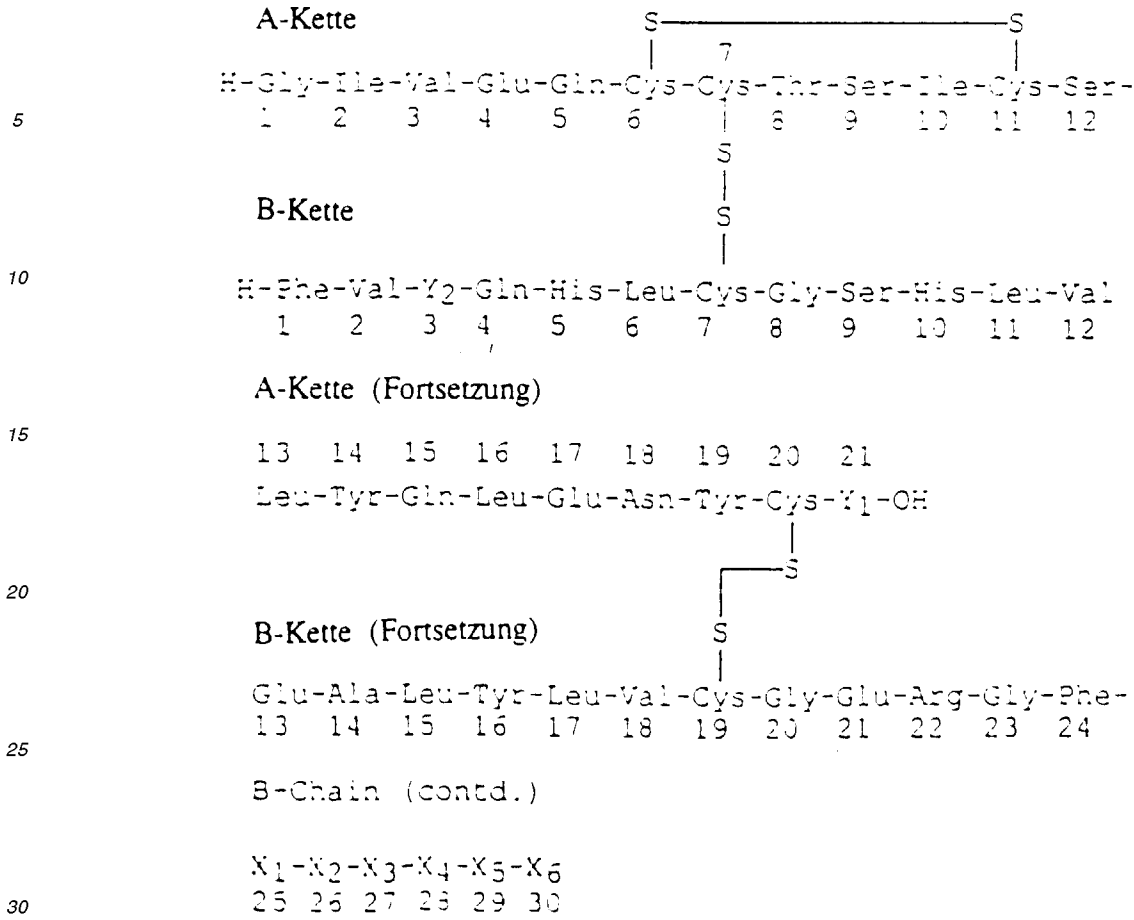 A-Kette
S S
7
H-Gly-Ile-Val-Glu-Gln-Cys-Cys-Thr-Ser-Ile-Cys-Ser-
5 1 2 3 4 5 6 8 9 10 11 12
S
B-Kette
S
10
H-Phe-Val-Y2-Gln-His-Leu-Cys-Gly-Ser-His-Leu-Val
1 2 3 4 5 6 7 8 9 10 11 12
A-Kette (Fortsetzung)
15
13 14 15 16 17 18 19 20 21
Leu-Tyr-Gln-Leu-Glu-Asn-Tyr-Cys-Y1-OH
S
20
B-Kette (Fortsetzung) S
Glu-Ala-Leu-Tyr-Leu-Val-Cys-Gly-Glu-Arg-Gly-Phe-
13 14 15 16 17 18 19 20 21 22 23 24
25
B-Chain (contd.)
X1-X2-X3-X4-X5-X6
30 25 26 27 28 29 30